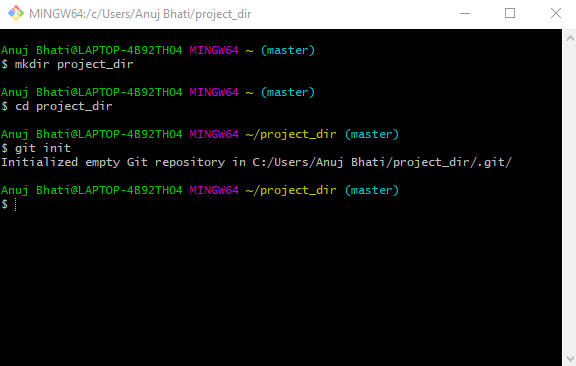 MINGW64:/c/Users/Anuj Bhati/project_dir
Anuj Bhati@LAPTOP-4B92TH04 MINGW64 ~ (master)
$ mkdir project_dir
Anuj Bhati@LAPTOP-4B92TH04 MINGW64 ~ (master)
$ cd project_dir
Anuj Bhati@LAPTOP-4B92TH04 MINGW64 ~/project_dir (master)
$ git init
Initialized empty Git repository in C:/Users/Anuj Bhati/project_dir/.git/
Anuj Bhati@LAPTOP-4B92TH04 MINGW64 ~/project_dir (master)
$